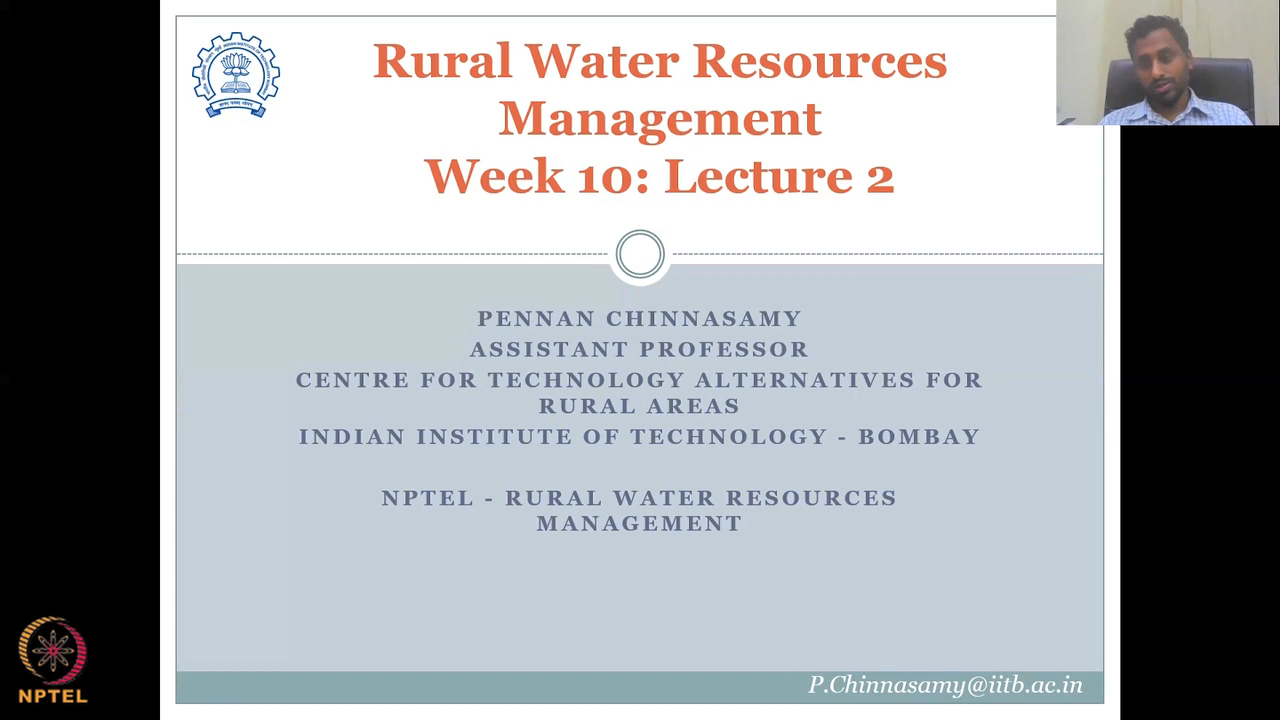 Rural Water Resources
Management
Week 10: Lecture 2
PENNAN CHINNASAMY
ASSISTANT PROFESSOR
CENTRE FOR TECHNOLOGY ALTERNATIVES FOR
RURAL AREAS
INDIAN INSTITUTE OF TECHNOLOGY - BOMBAY
NPTEL - RURAL WATER RESOURCES
MANAGEMENT
P.Chinnasamy@iitb.ac.in
NPTEL